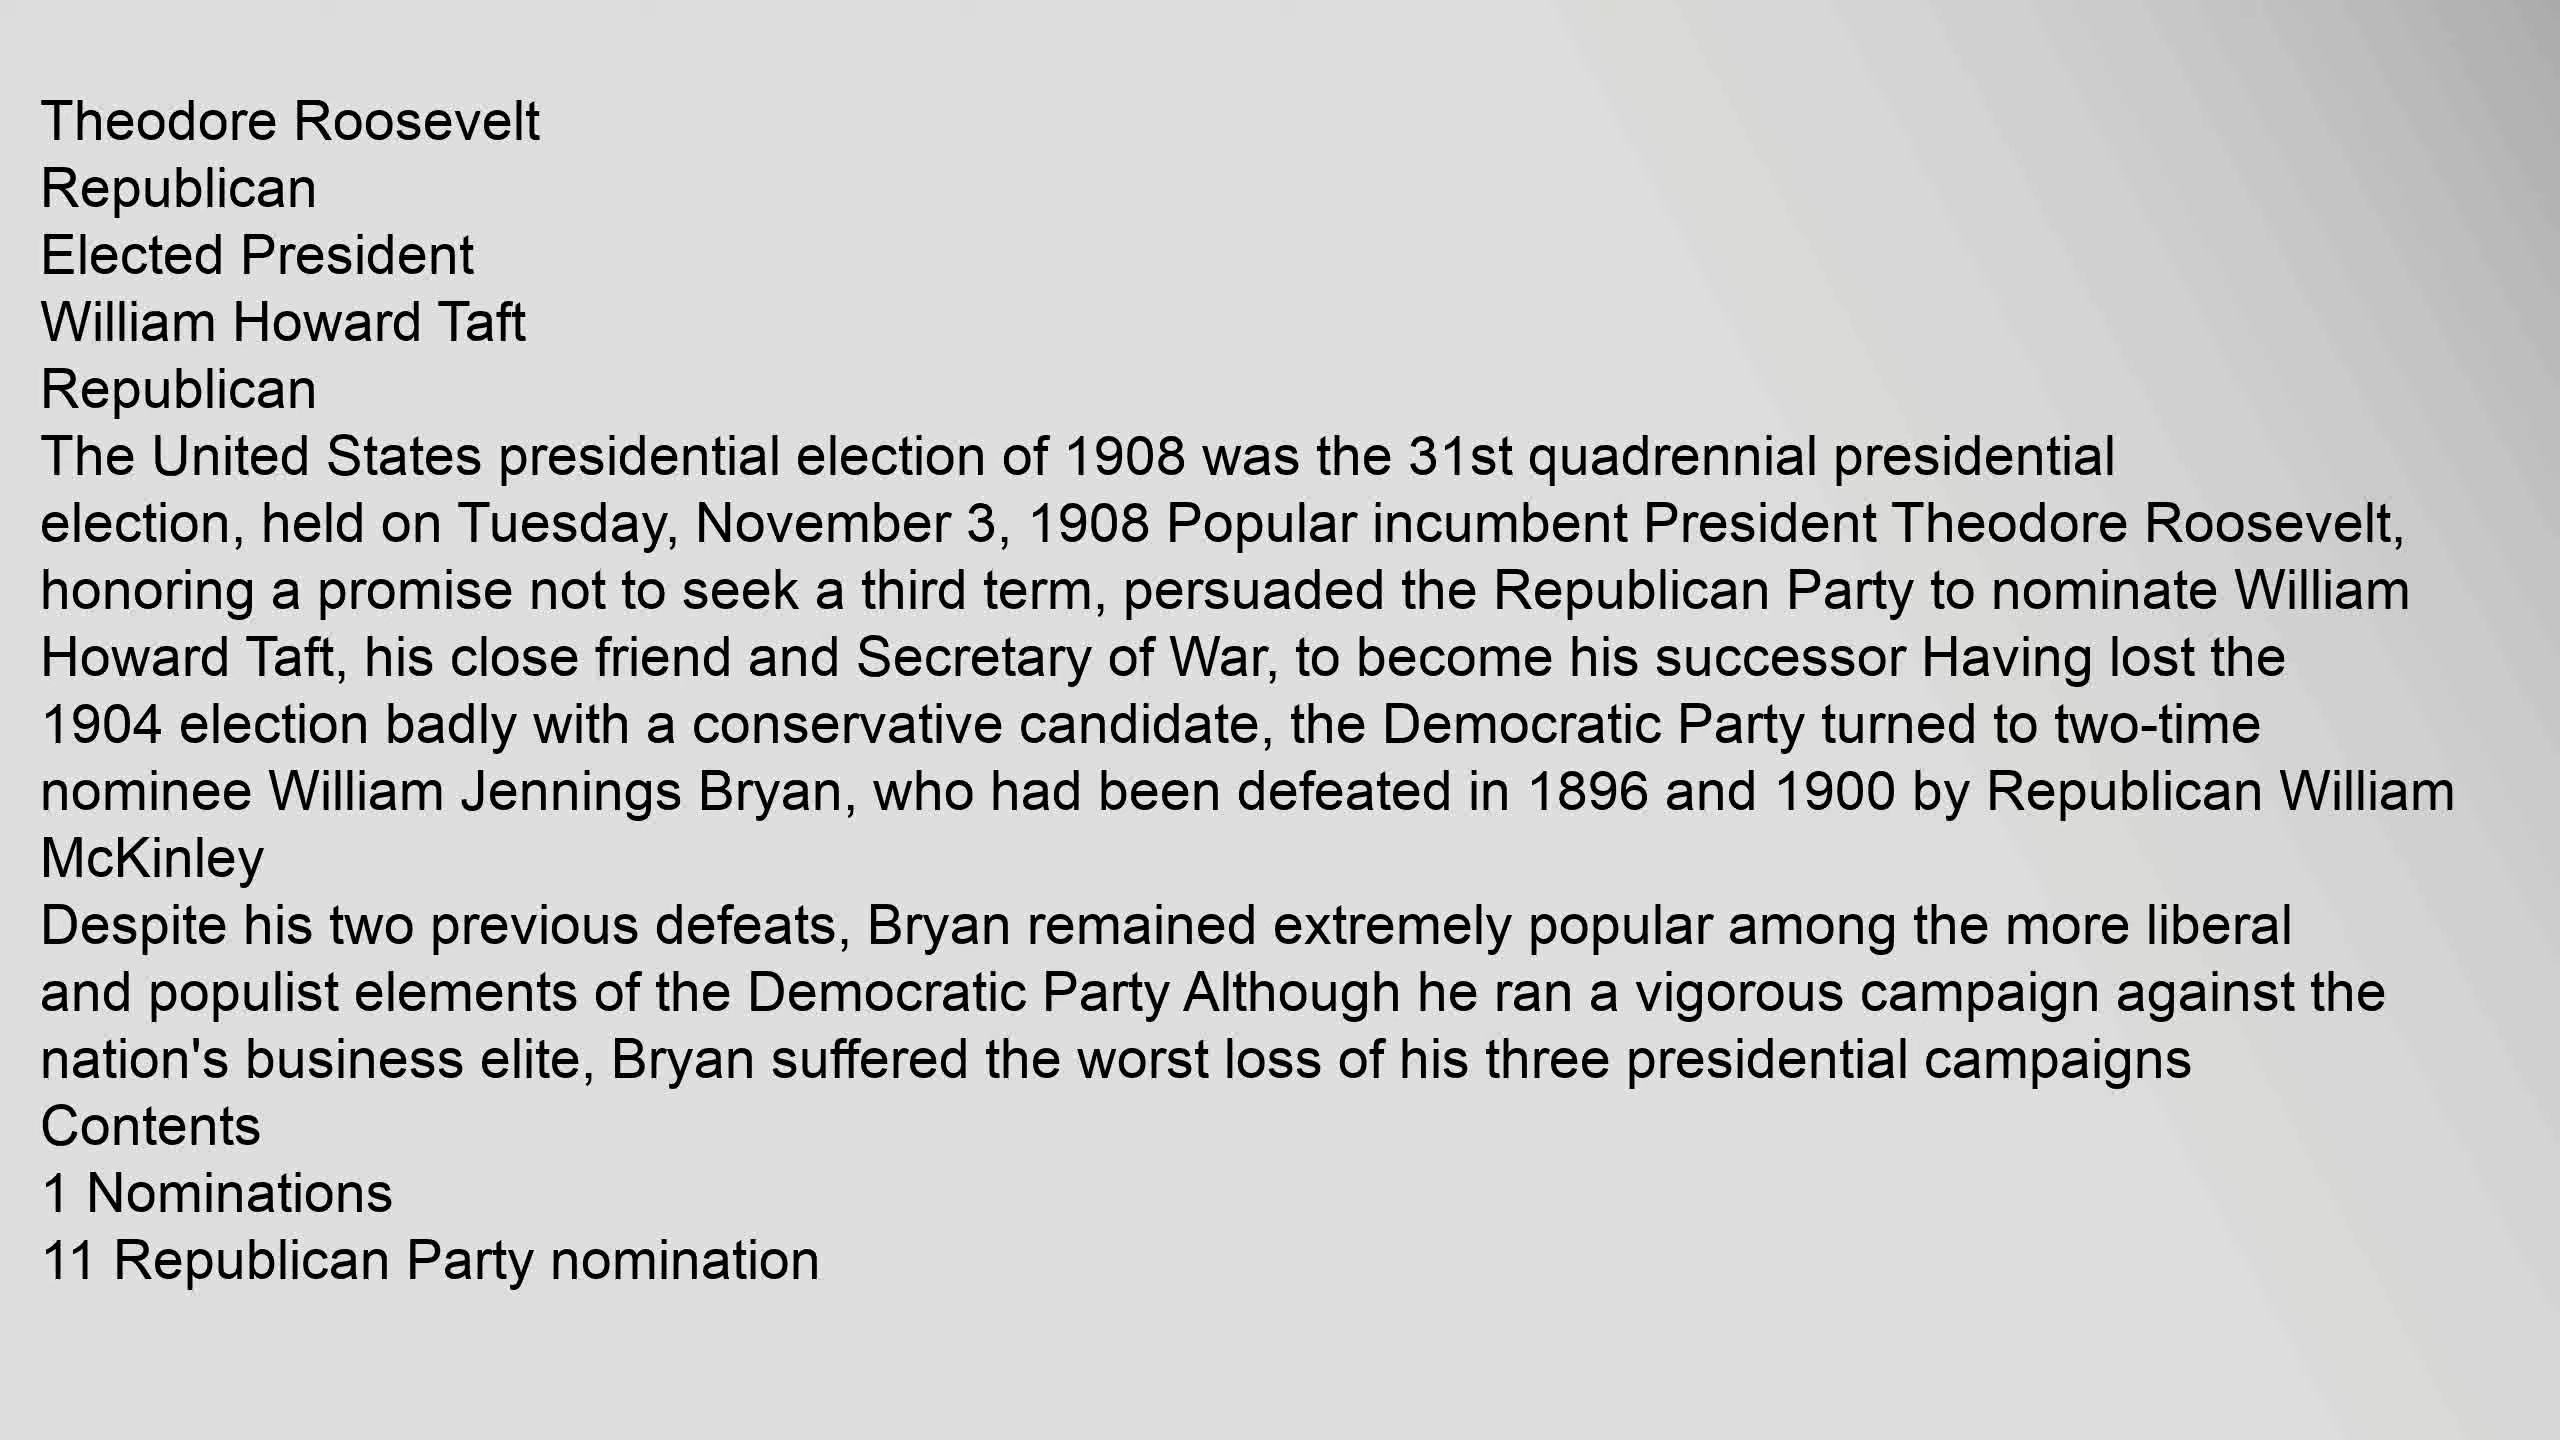 Theodore Roosevelt
Republican
Elected President
William Howard Taft
Republican
The United States presidential election of 1908 was the 31st quadrennial presidential
election, held on Tuesday, November 3, 1908 Popular incumbent President Theodore Roosevelt,
honoring a promise not to seek a third term, persuaded the Republican Party to nominate William
Howard Taft, his close friend and Secretary of War, to become his successor Having lost the
1904 election badly with a conservative candidate, the Democratic Party turned to two-time
nominee William Jennings Bryan, who had been defeated in 1896 and 1900 by Republican William
McKinley
Despite his two previous defeats, Bryan remained extremely popular among the more liberal
and populist elements of the Democratic Party Although he ran a vigorous campaign against the
nation's business elite, Bryan suffered the worst loss of his three presidential campaigns
Contents
1 Nominations
11 Republican Party nomination